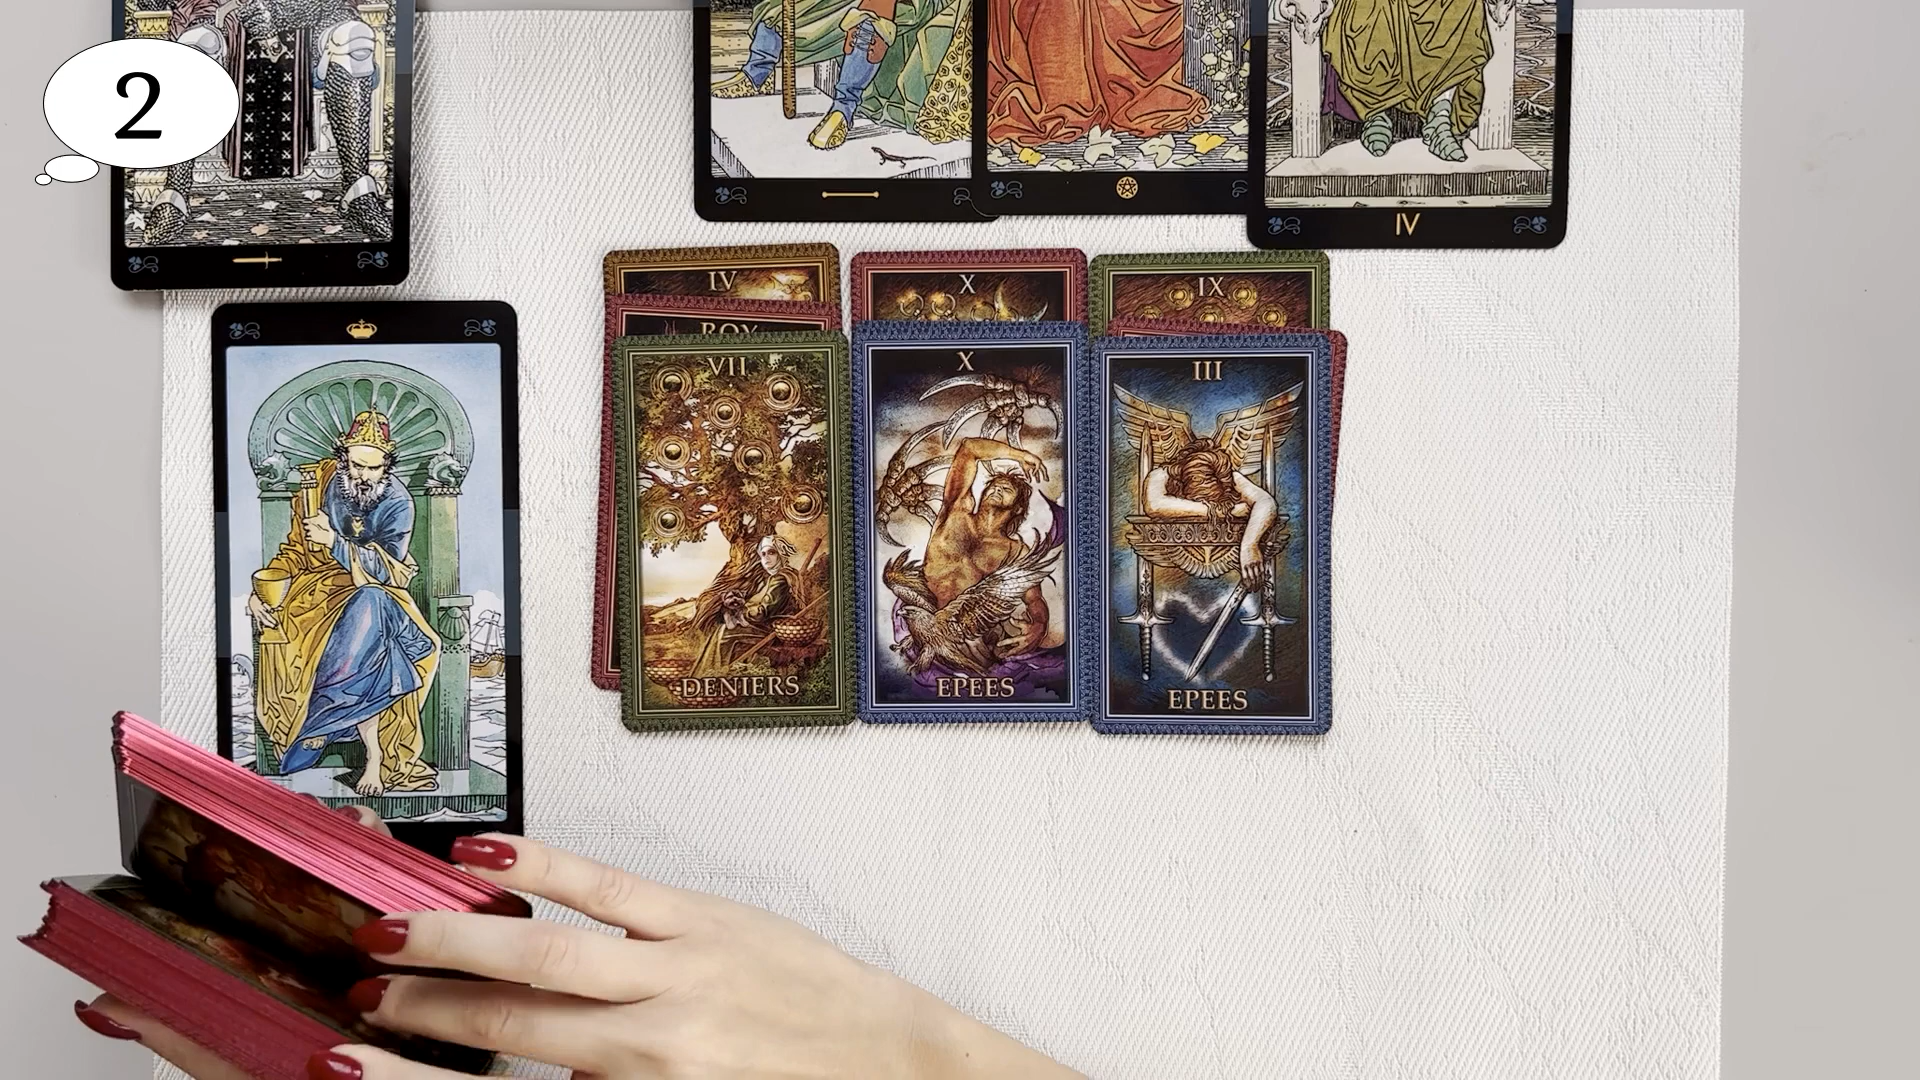 2
IV
IV
X
IX
ROY
VII
X
III
DENIERS
EPEES
EPEES